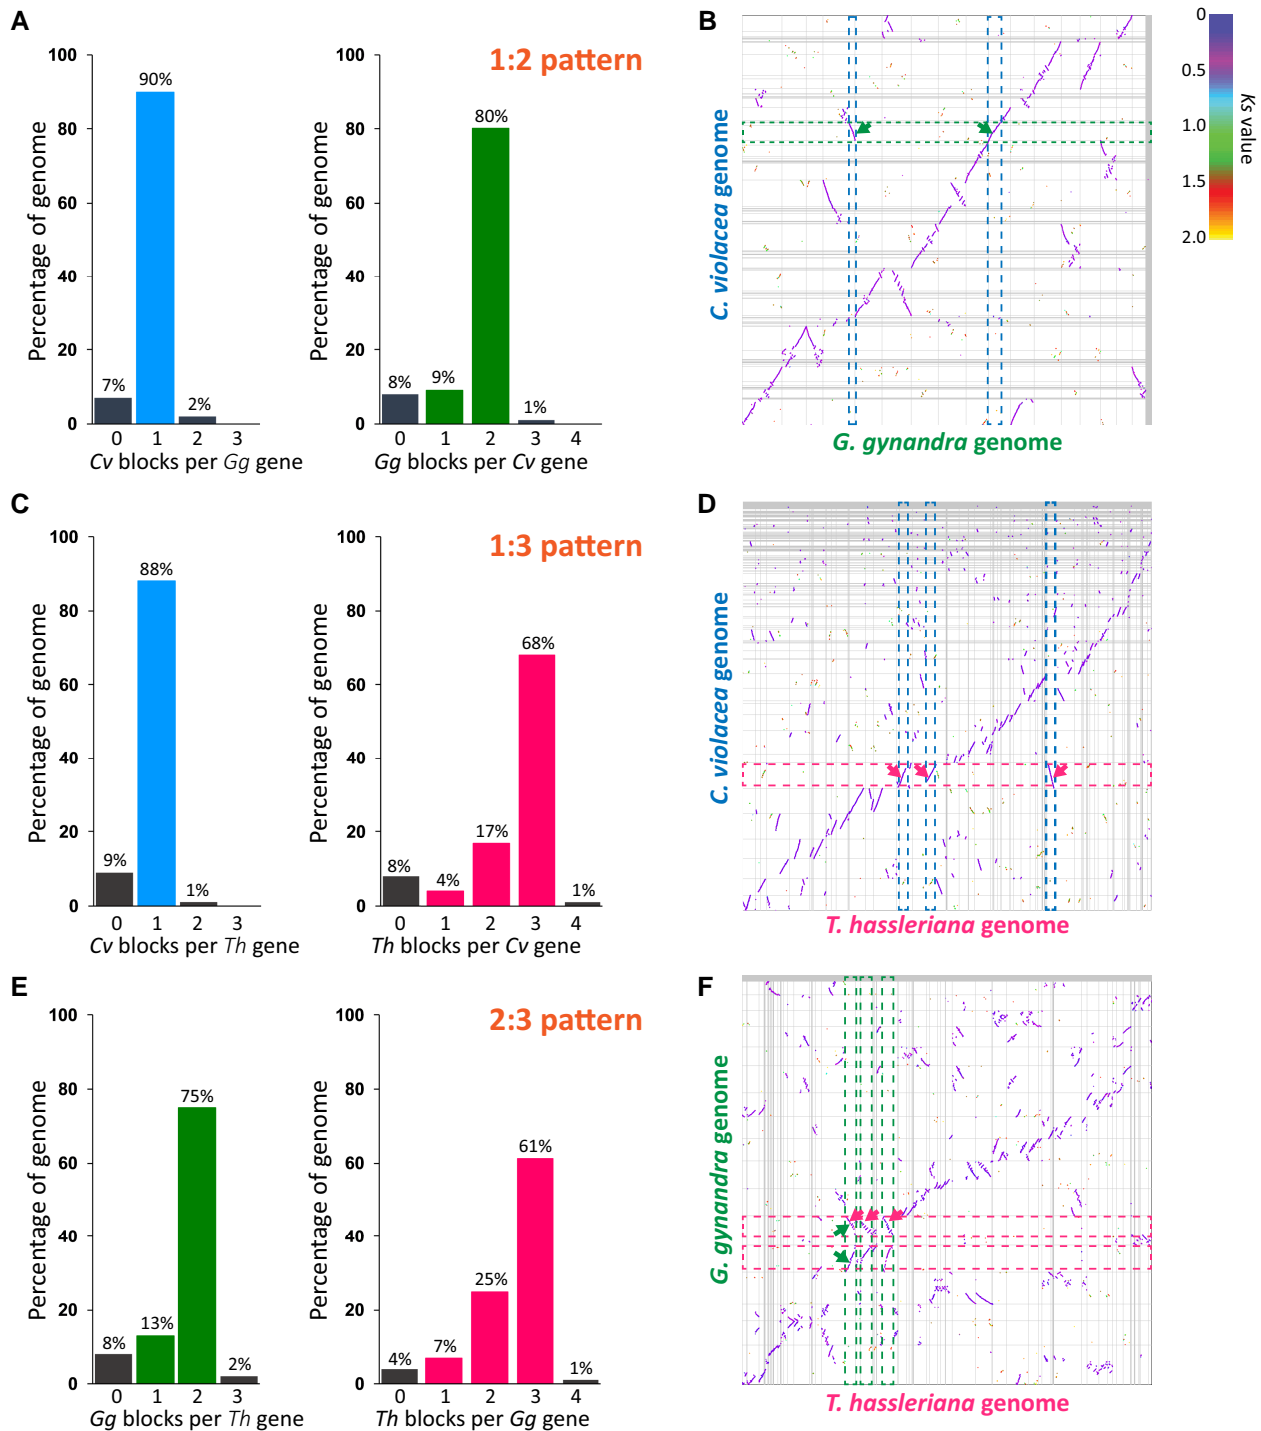 A
1:2 pattern
Percentage of genome
100
80
60
40
20
0
7%
90%
2%
0 1 2 3
Cv blocks per Gg gene
Percentage of genome
100
80
60
40
20
0
8%
9%
80%
1%
0 1 2 3 4
Gg blocks per Cv gene
B
C. violacea genome
G. gynandra genome
0
0.5
1.0
1.5
2.0
Ks value
C
1:3 pattern
Percentage of genome
100
80
60
40
20
0
9%
88%
1%
0 1 2 3
Cv blocks per Th gene
Percentage of genome
100
80
60
40
20
0
8%
4%
17%
68%
1%
0 1 2 3 4
Th blocks per Cv gene
D
C. violacea genome
T. hassleriana genome
E
2:3 pattern
Percentage of genome
100
80
60
40
20
0
8%
13%
75%
2%
0 1 2 3
Gg blocks per Th gene
Percentage of genome
100
80
60
40
20
0
4%
7%
25%
61%
1%
0 1 2 3 4
Th blocks per Gg gene
F
G. gynandra genome
T. hassleriana genome